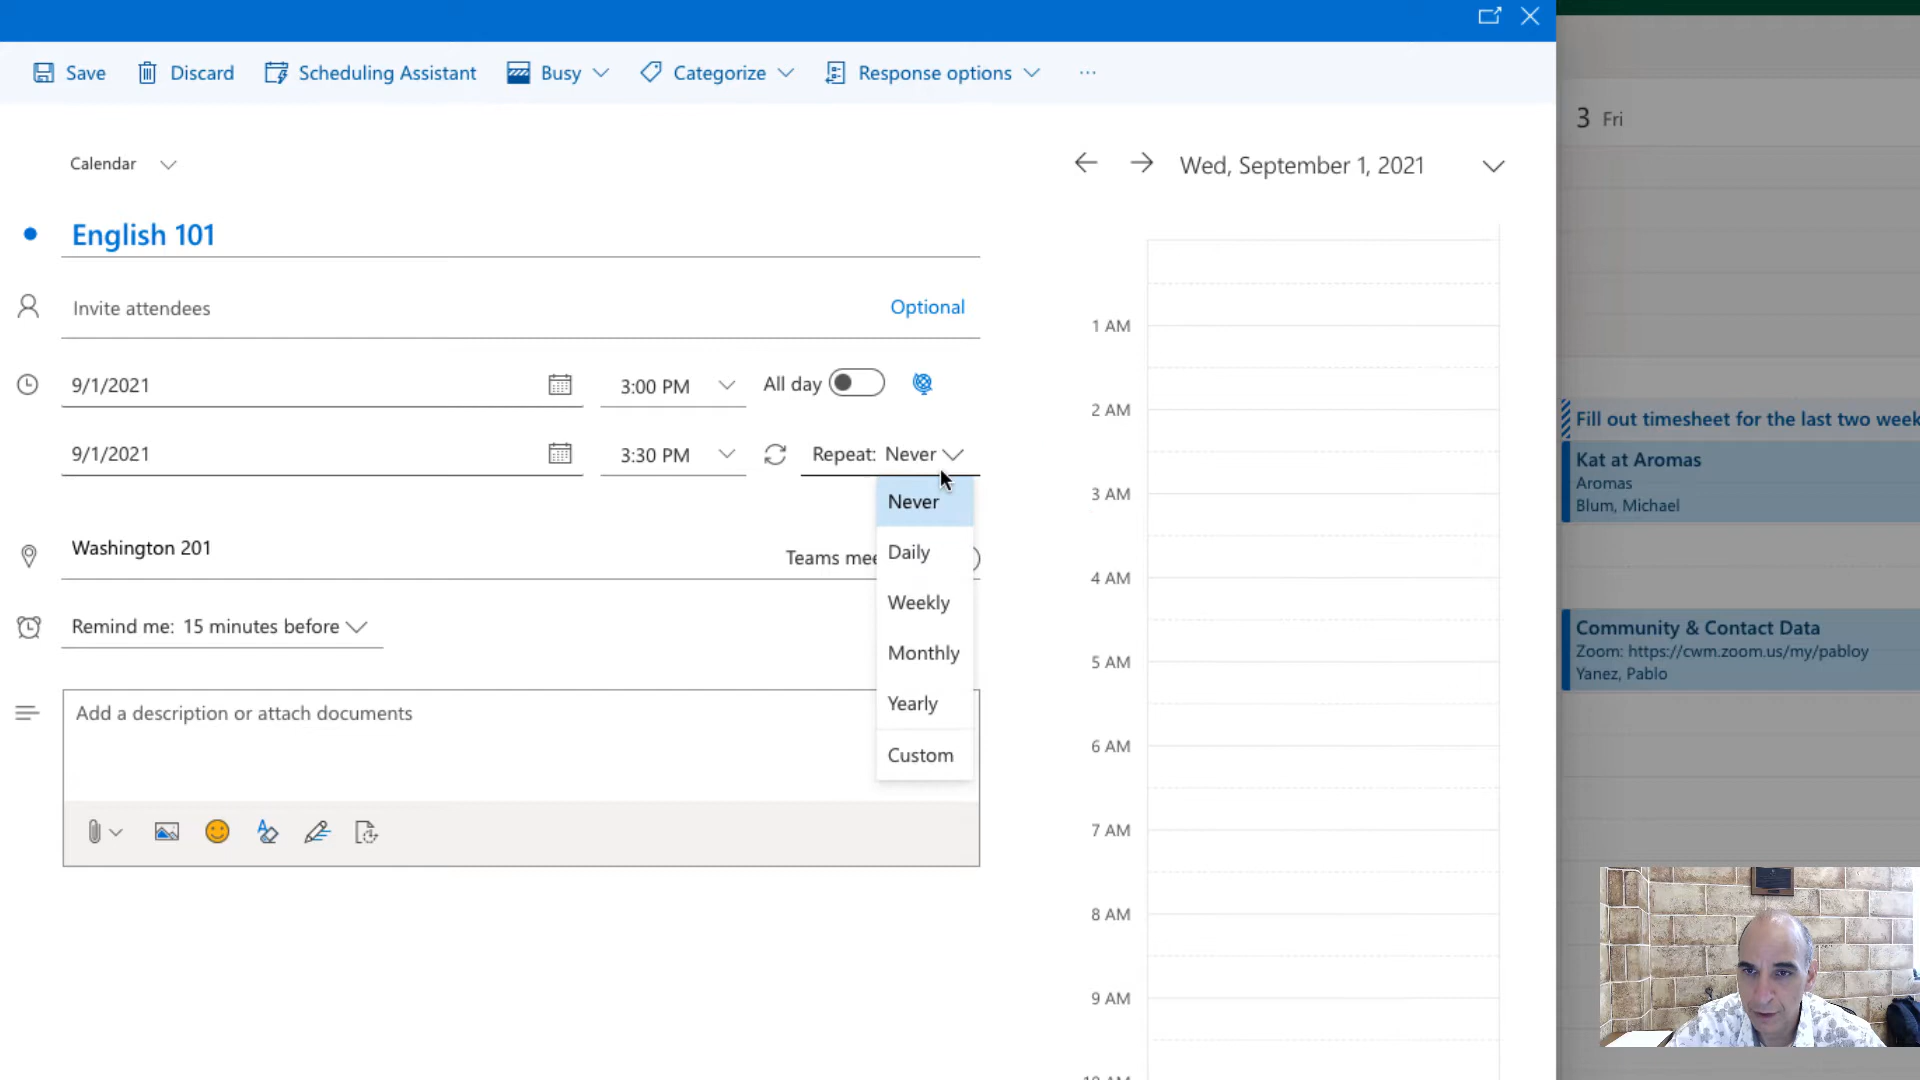 Save Discard Scheduling Assistant Busy Categorize Response options ...
3 Fri
Calendar
Wed, September 1, 2021
English 101
Invite attendees Optional
9/1/2021 3:00 PM All day
9/1/2021 3:30 PM Repeat: Never
Never
Daily
Weekly
Monthly
Yearly
Custom
Washington 201
Teams mee
Remind me: 15 minutes before
Add a description or attach documents
1 AM
2 AM
3 AM
4 AM
5 AM
6 AM
7 AM
8 AM
9 AM
Fill out timesheet for the last two week
Kat at Aromas
Aromas
Blum, Michael
Community & Contact Data
Zoom: https://cwm.zoom.us/my/pabloy
Yanez, Pablo